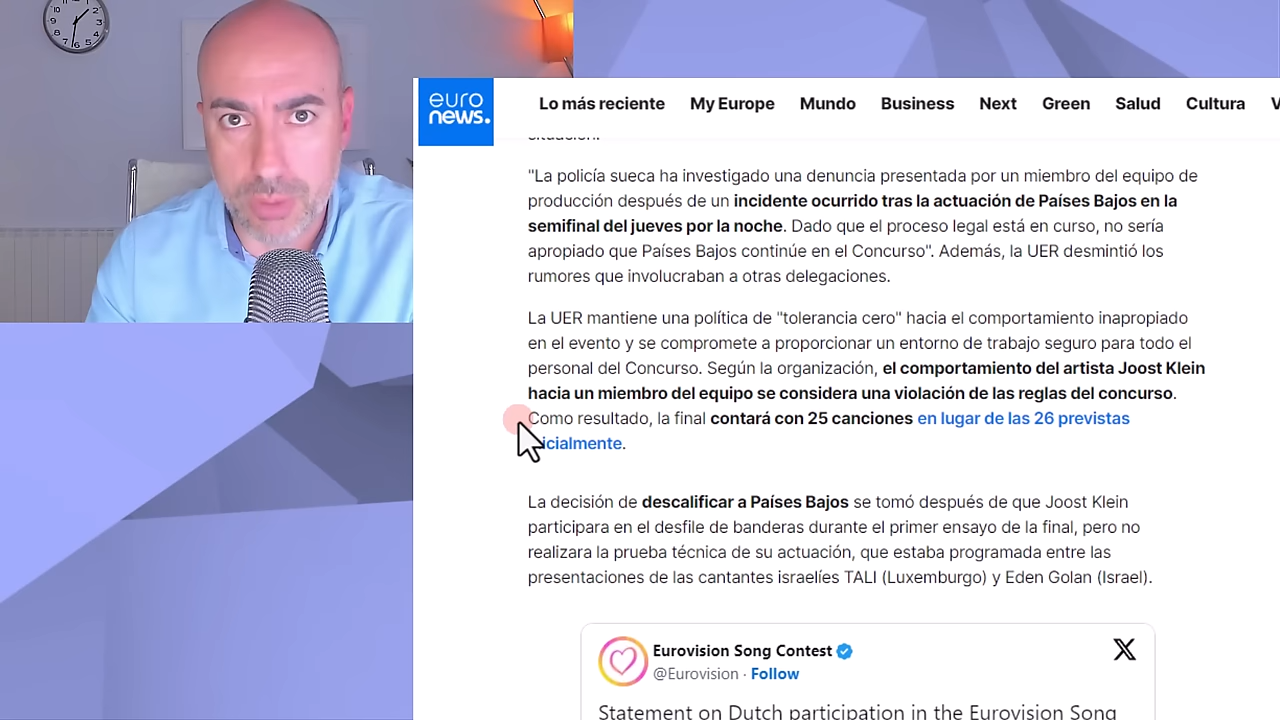 euro
news.
Lo más reciente My Europe Mundo Business Next Green Salud Cultura V
situación.
"La policía sueca ha investigado una denuncia presentada por un miembro del equipo de
producción después de un incidente ocurrido tras la actuación de Países Bajos en la
semifinal del jueves por la noche. Dado que el proceso legal está en curso, no sería
apropiado que Países Bajos continúe en el Concurso". Además, la UER desmintió los
rumores que involucraban a otras delegaciones.
La UER mantiene una política de "tolerancia cero" hacia el comportamiento inapropiado
en el evento y se compromete a proporcionar un entorno de trabajo seguro para todo el
personal del Concurso. Según la organización, el comportamiento del artista Joost Klein
hacia un miembro del equipo se considera una violación de las reglas del concurso.
Como resultado, la final contará con 25 canciones en lugar de las 26 previstas
inicialmente.
La decisión de descalificar a Países Bajos se tomó después de que Joost Klein
participara en el desfile de banderas durante el primer ensayo de la final, pero no
realizara la prueba técnica de su actuación, que estaba programada entre las
presentaciones de las cantantes israelíes TALI (Luxemburgo) y Eden Golan (Israel).
Eurovision Song Contest
@Eurovision · Follow
Statement on Dutch participation in the Eurovision Song